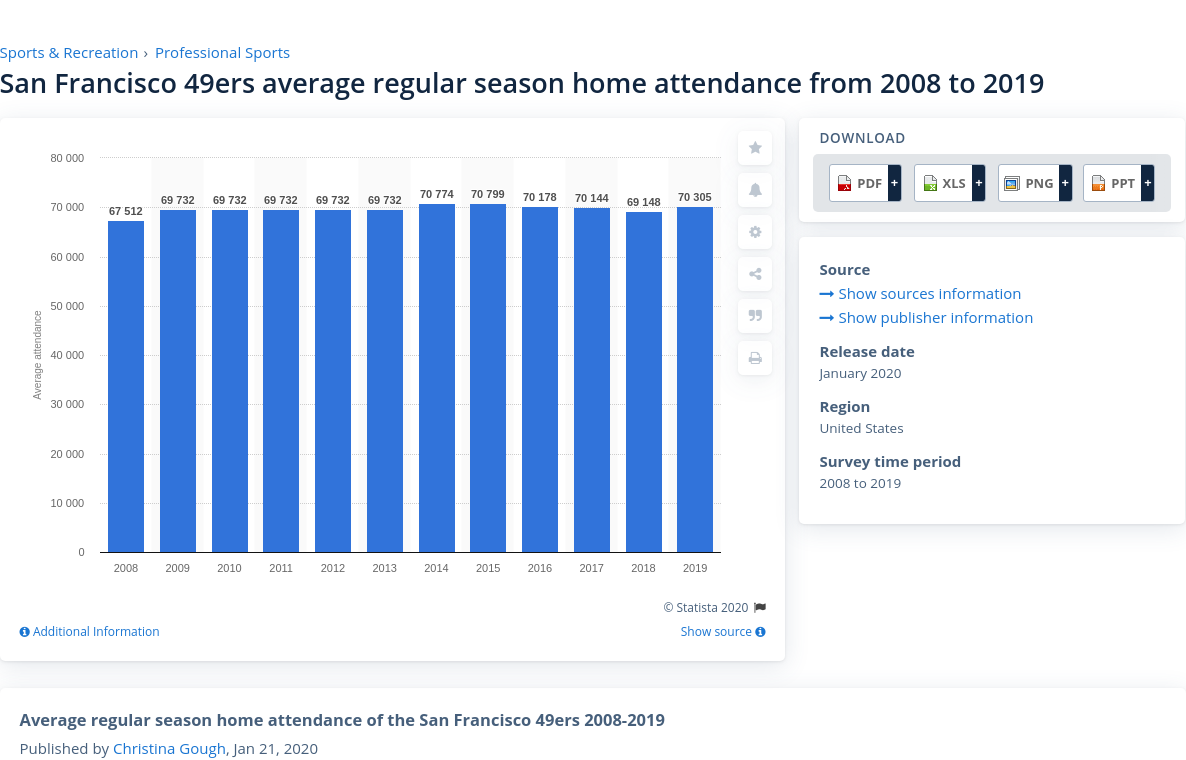 Sports & Recreation › Professional Sports
San Francisco 49ers average regular season home attendance from 2008 to 2019
80 000
70 000
60 000
50 000
40 000
30 000
20 000
10 000
0
Average attendance
67 512
69 732
69 732
69 732
69 732
69 732
70 774
70 799
70 178
70 144
69 148
70 305
2008 2009 2010 2011 2012 2013 2014 2015 2016 2017 2018 2019
© Statista 2020
Additional Information
Show source
DOWNLOAD
PDF + XLS + PNG + PPT +
Source
Show sources information
Show publisher information
Release date
January 2020
Region
United States
Survey time period
2008 to 2019
Average regular season home attendance of the San Francisco 49ers 2008-2019
Published by Christina Gough, Jan 21, 2020